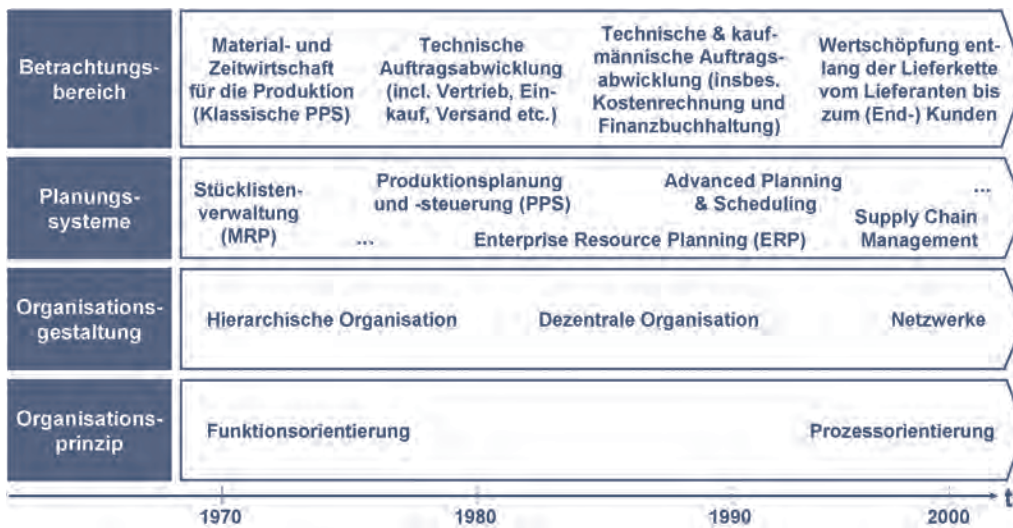 Betrachtungs-
bereich
Material- und
Zeitwirtschaft
für die Produktion
(Klassische PPS)
Technische
Auftragsabwicklung
(incl. Vertrieb, Ein-
kauf, Versand etc.)
Technische & kauf-
männische Auftrags-
abwicklung (insbes.
Kostenrechnung und
Finanzbuchhaltung)
Wertschöpfung ent-
lang der Lieferkette
vom Lieferanten bis
zum (End-) Kunden
Planungs-
systeme
Stücklisten-
verwaltung
(MRP)
...
Produktionsplanung
und -steuerung (PPS)
Enterprise Resource Planning (ERP)
Advanced Planning
& Scheduling
...
Supply Chain
Management
Organisations-
gestaltung
Hierarchische Organisation
Dezentrale Organisation
Netzwerke
Organisations-
prinzip
Funktionsorientierung
Prozessorientierung
t
1970
1980
1990
2000